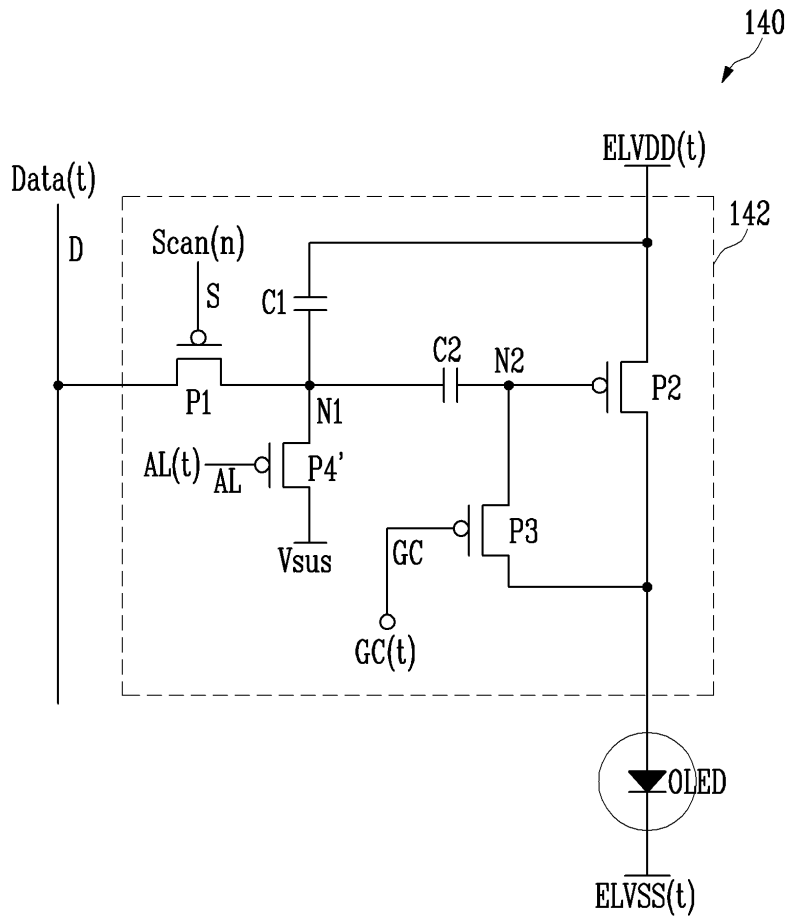 140
ELVDD(t)
Data(t)
142
D
Scan(n)
S
C1
C2
N2
P2
P1
N1
AL(t)
AL
P4'
P3
GC
Vsus
GC(t)
OLED
ELVSS(t)